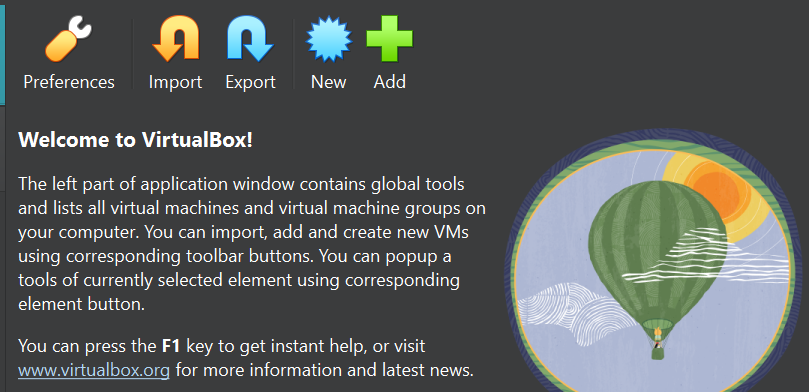 Preferences Import Export New Add
Welcome to VirtualBox!
The left part of application window contains global tools
and lists all virtual machines and virtual machine groups on
your computer. You can import, add and create new VMs
using corresponding toolbar buttons. You can popup a
tools of currently selected element using corresponding
element button.
You can press the F1 key to get instant help, or visit
www.virtualbox.org for more information and latest news.